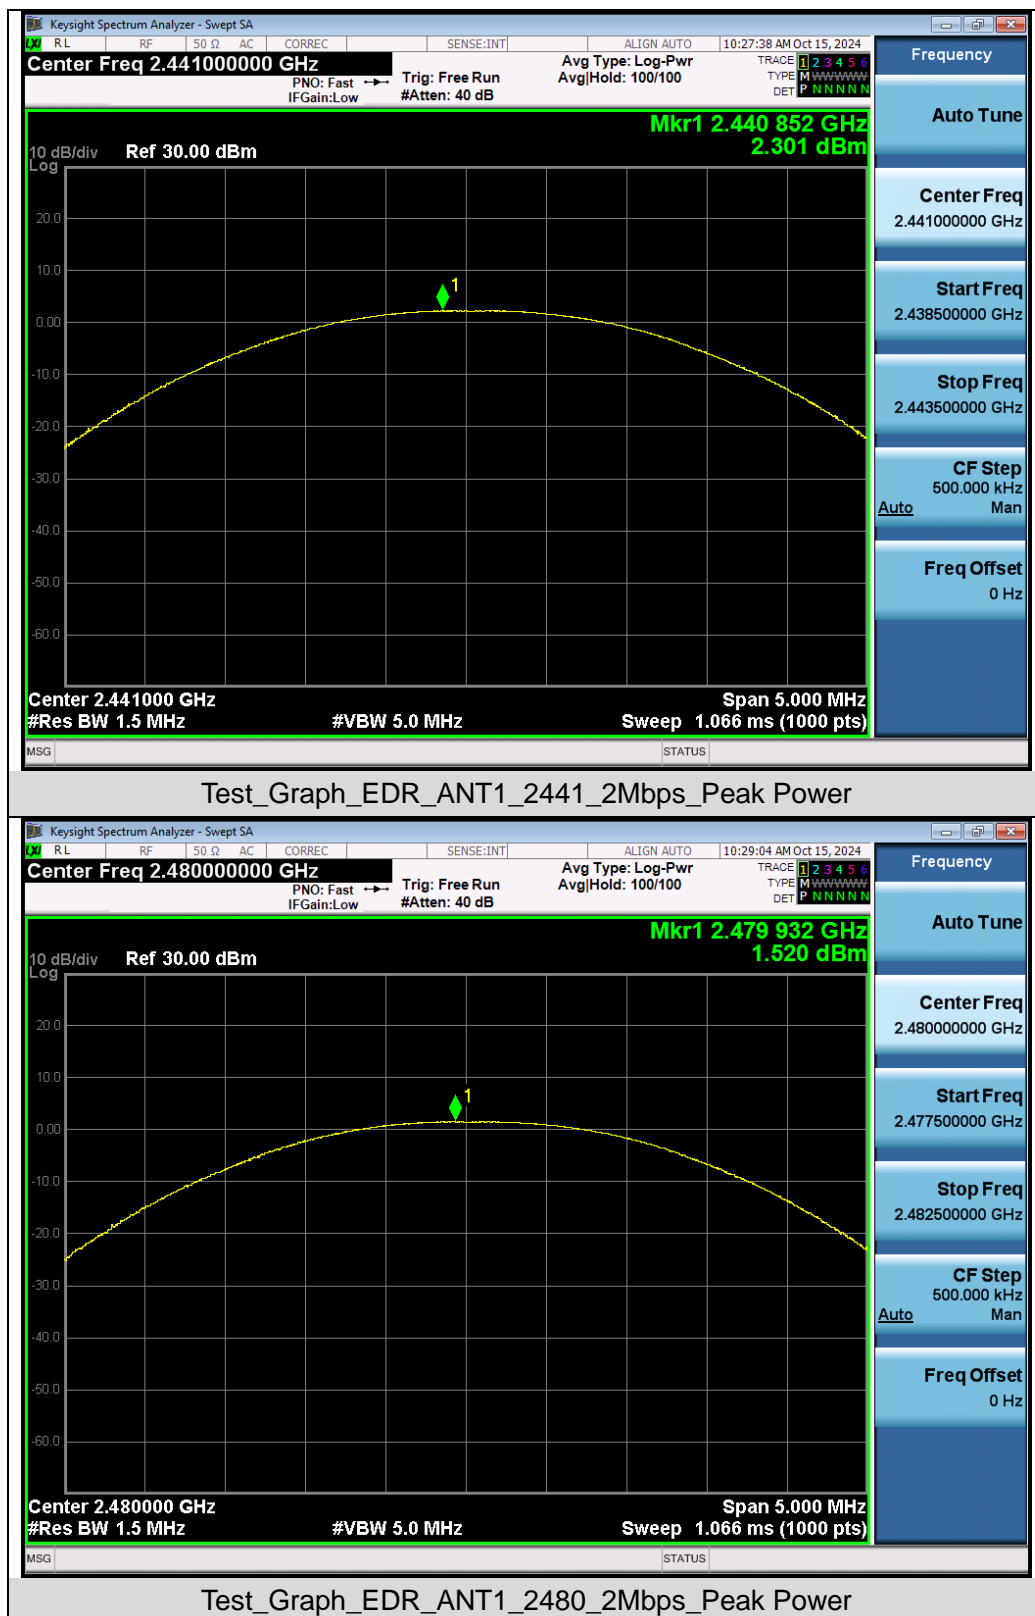 Keysight Spectrum Analyzer - Swept SA
LXI RL RF 50 Ω AC CORREC SENSE:INT ALIGN AUTO 10:27:38 AM Oct 15, 2024
Center Freq 2.441000000 GHz
PNO: Fast
IFGain:Low
Trig: Free Run
#Atten: 40 dB
Avg Type: Log-Pwr
Avg|Hold: 100/100
TRACE 1 2 3 4 5 6
TYPE M WWWWW
DET P N N N N N
Mkr1 2.440 852 GHz
2.301 dBm
10 dB/div Ref 30.00 dBm
Log
20.0
10.0
0.00
-10.0
-20.0
-30.0
-40.0
-50.0
-60.0
1
Center 2.441000 GHz Span 5.000 MHz
#Res BW 1.5 MHz #VBW 5.0 MHz Sweep 1.066 ms (1000 pts)
MSG STATUS
Frequency
Auto Tune
Center Freq
2.441000000 GHz
Start Freq
2.438500000 GHz
Stop Freq
2.443500000 GHz
CF Step
500.000 kHz
Auto Man
Freq Offset
0 Hz
Test_Graph_EDR_ANT1_2441_2Mbps_Peak Power
Keysight Spectrum Analyzer - Swept SA
LXI RL RF 50 Ω AC CORREC SENSE:INT ALIGN AUTO 10:29:04 AM Oct 15, 2024
Center Freq 2.480000000 GHz
PNO: Fast
IFGain:Low
Trig: Free Run
#Atten: 40 dB
Avg Type: Log-Pwr
Avg|Hold: 100/100
TRACE 1 2 3 4 5 6
TYPE M WWWWW
DET P N N N N N
Mkr1 2.479 932 GHz
1.520 dBm
10 dB/div Ref 30.00 dBm
Log
20.0
10.0
0.00
-10.0
-20.0
-30.0
-40.0
-50.0
-60.0
1
Center 2.480000 GHz Span 5.000 MHz
#Res BW 1.5 MHz #VBW 5.0 MHz Sweep 1.066 ms (1000 pts)
MSG STATUS
Frequency
Auto Tune
Center Freq
2.480000000 GHz
Start Freq
2.477500000 GHz
Stop Freq
2.482500000 GHz
CF Step
500.000 kHz
Auto Man
Freq Offset
0 Hz
Test_Graph_EDR_ANT1_2480_2Mbps_Peak Power